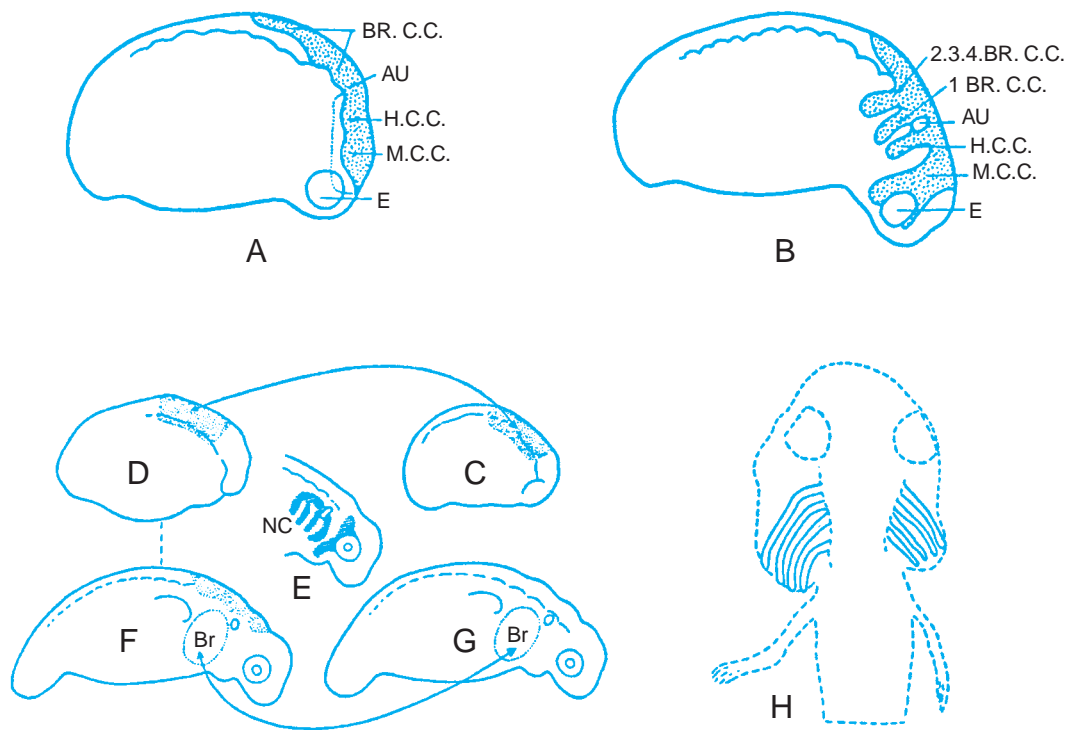 BR. C.C.
AU
H.C.C.
M.C.C.
E
A
2.3.4.BR. C.C.
1 BR. C.C.
AU
H.C.C.
M.C.C.
E
B
D
C
NC
E
F
Br
G
Br
H